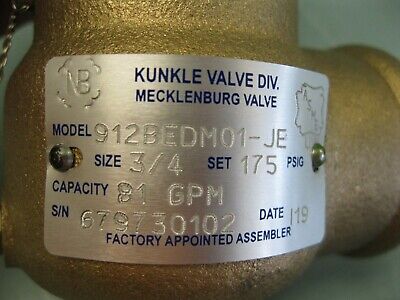 NB
KUNKLE VALVE DIV.
MECKLENBURG VALVE
MODEL 912BEDM01-JE
SIZE 3/4 SET 175 PSIG
CAPACITY 81 GPM
S/N 679730102 DATE 119
FACTORY APPOINTED ASSEMBLER